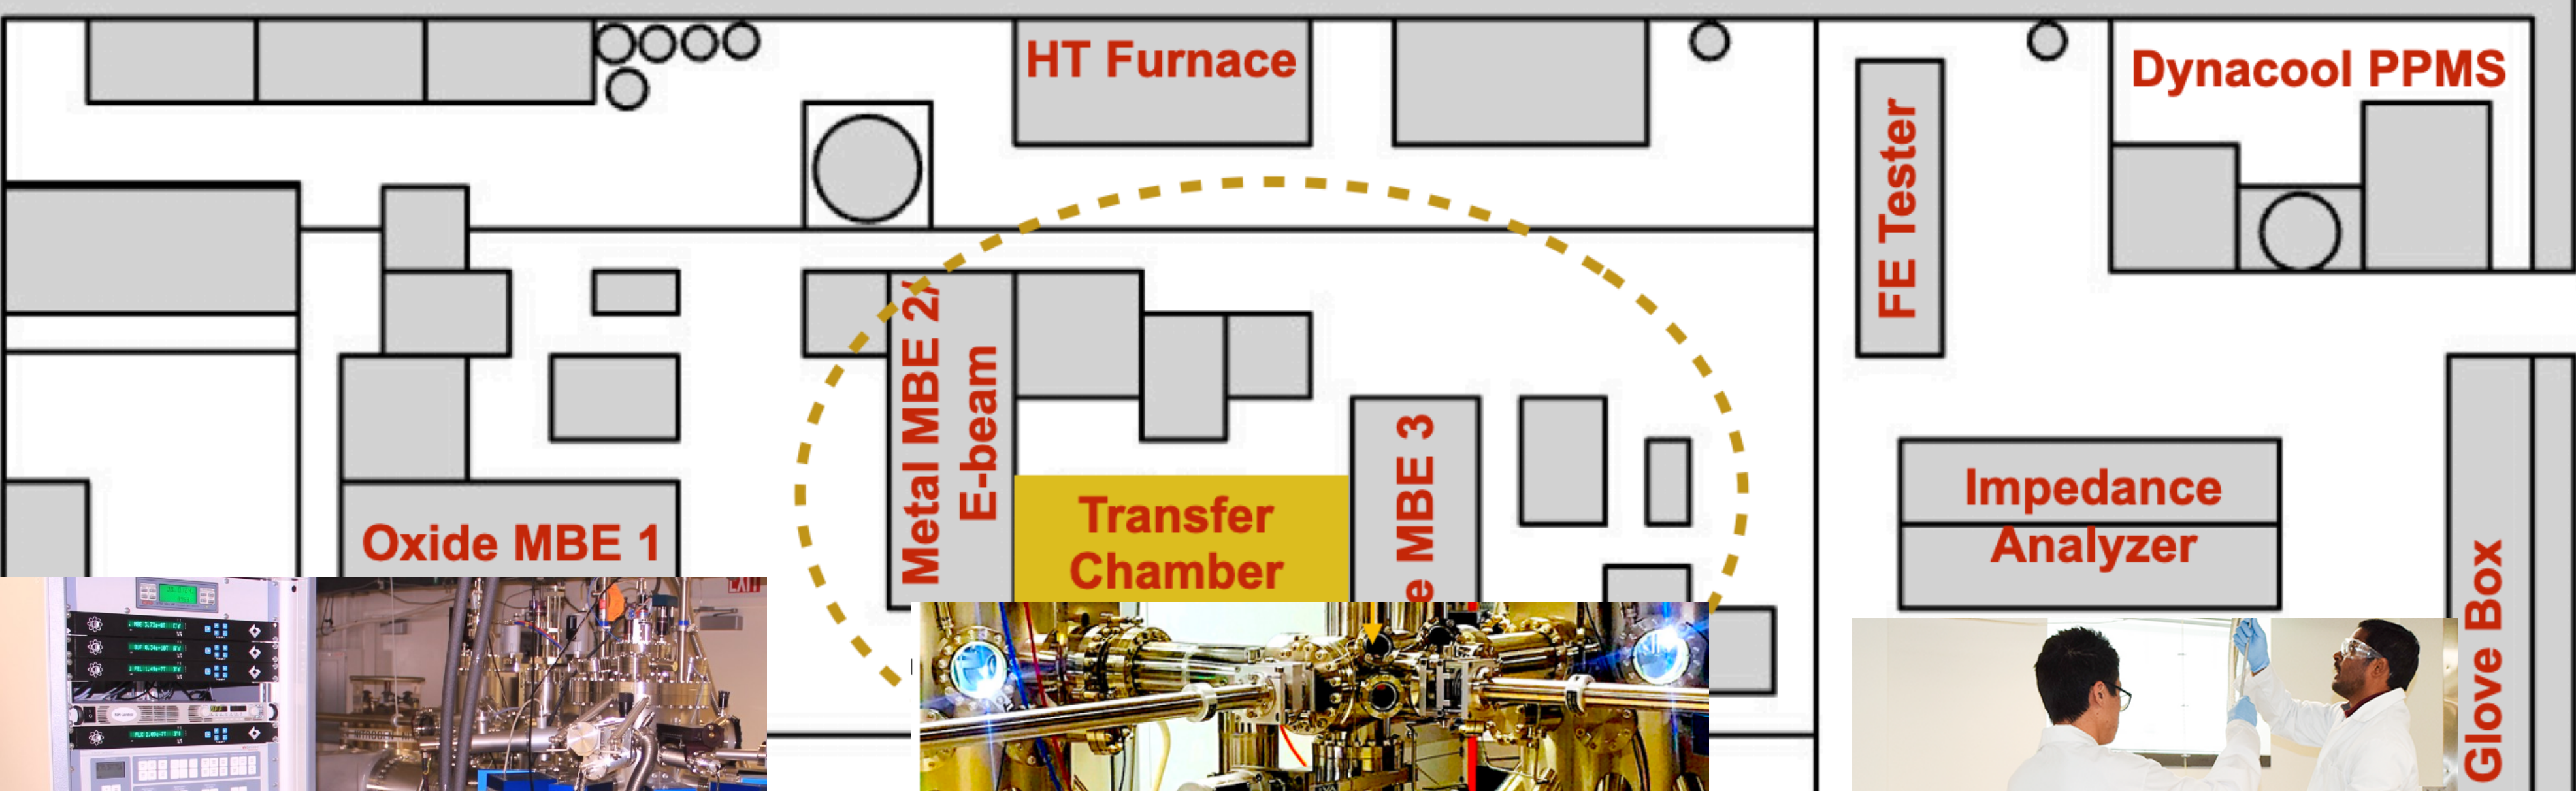 HT Furnace
Dynacool PPMS
FE Tester
Metal MBE 2/
E-beam
e MBE 3
Transfer
Chamber
Oxide MBE 1
Impedance
Analyzer
Glove Box
EXIT